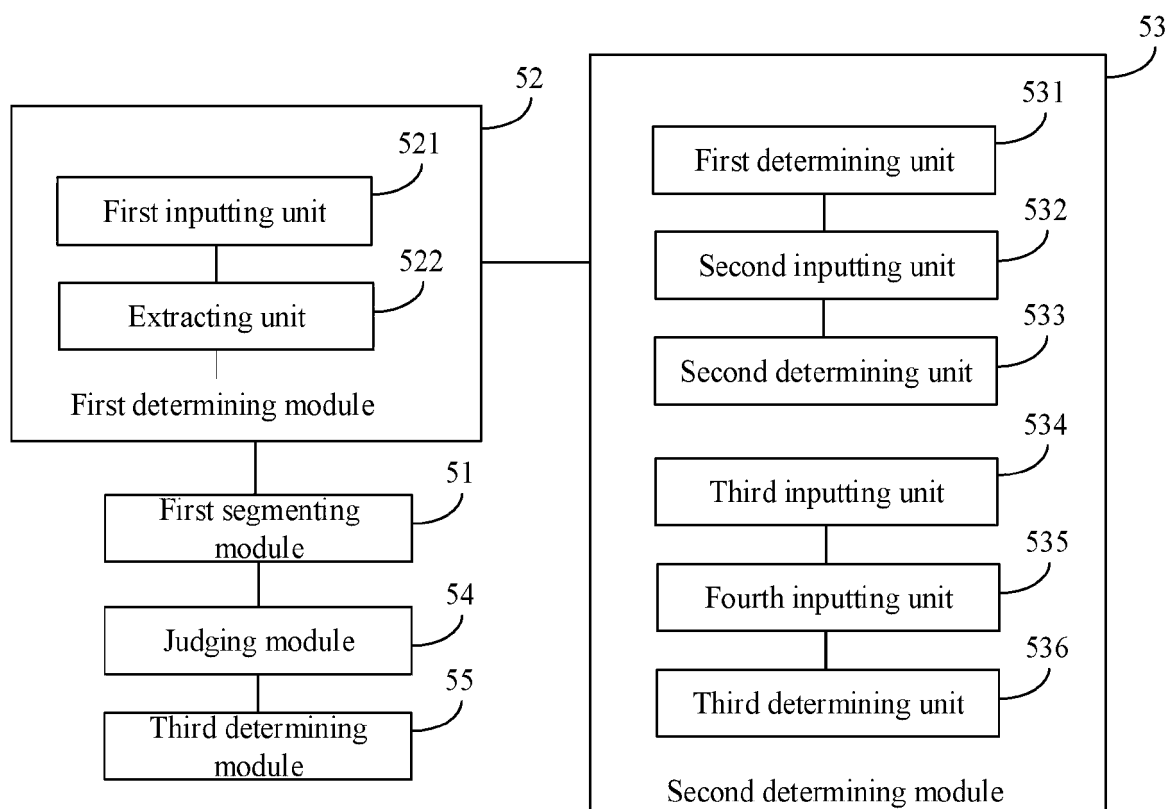 52
521
First inputting unit
522
Extracting unit
First determining module
51
First segmenting
module
54
Judging module
55
Third determining
module
53
531
First determining unit
532
Second inputting unit
533
Second determining unit
534
Third inputting unit
535
Fourth inputting unit
536
Third determining unit
Second determining module